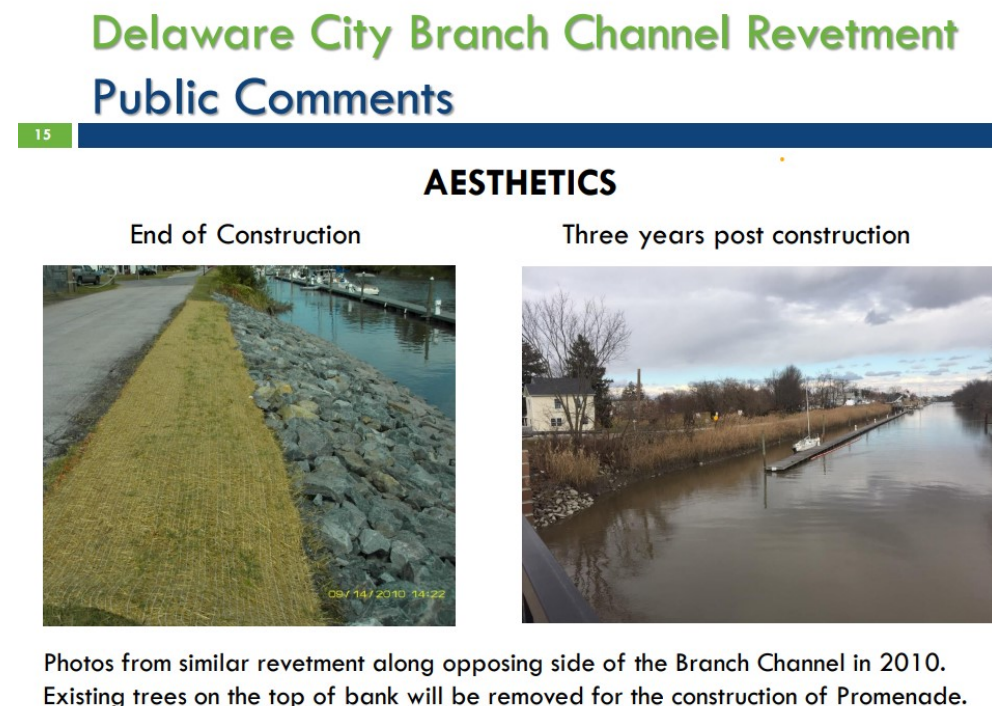 Delaware City Branch Channel Revetment
Public Comments
15
AESTHETICS
End of Construction
Three years post construction
09/14/2010 14:22
Photos from similar revetment along opposing side of the Branch Channel in 2010.
Existing trees on the top of bank will be removed for the construction of Promenade.